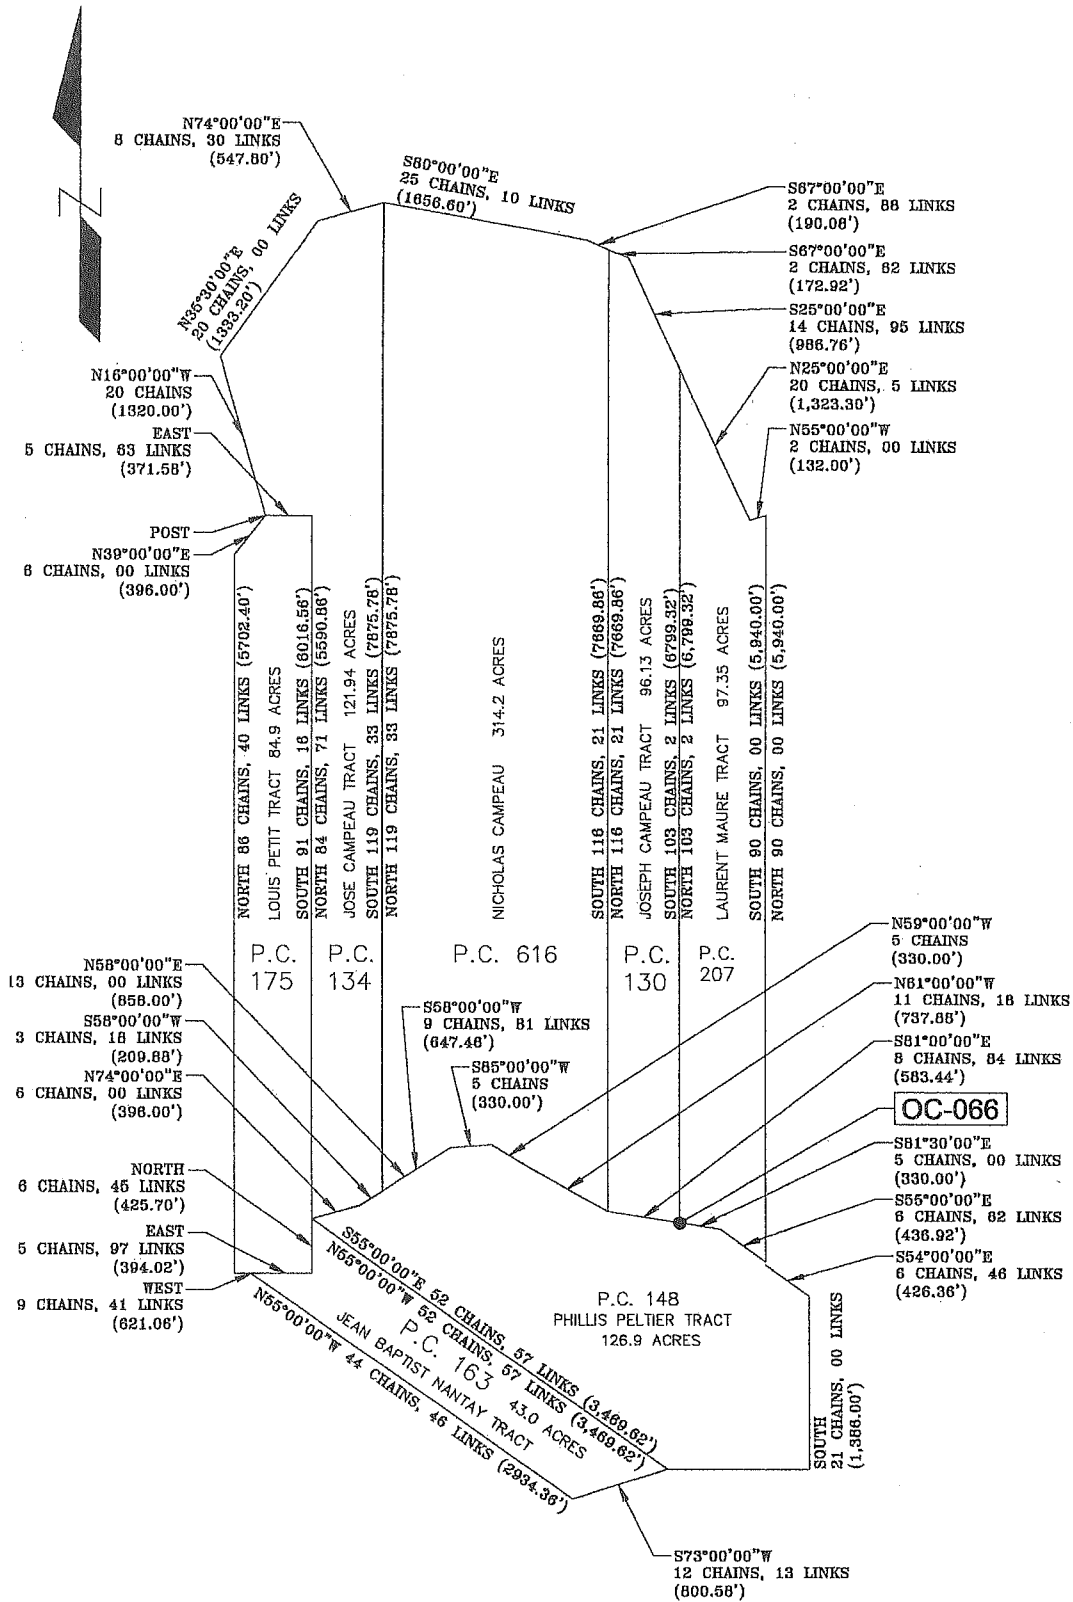 N74°00'00"E
8 CHAINS, 30 LINKS
(547.80')
S80°00'00"E
25 CHAINS, 10 LINKS
(1656.60')
S67°00'00"E
2 CHAINS, 88 LINKS
(190.08')
S67°00'00"E
2 CHAINS, 62 LINKS
(172.92')
S25°00'00"E
14 CHAINS, 95 LINKS
(986.76')
N25°00'00"E
20 CHAINS, 5 LINKS
(1,323.30')
N55°00'00"W
2 CHAINS, 00 LINKS
(132.00')
N35°30'00"E
20 CHAINS, 00 LINKS
(1333.20')
N16°00'00"W
20 CHAINS
(1320.00')
EAST
5 CHAINS, 63 LINKS
(371.58')
POST
N39°00'00"E
6 CHAINS, 00 LINKS
(396.00')
NORTH 86 CHAINS, 40 LINKS (5702.40')
LOUIS PETIT TRACT 84.9 ACRES
SOUTH 91 CHAINS, 16 LINKS (6016.56')
NORTH 84 CHAINS, 71 LINKS (5590.86')
JOSE CAMPEAU TRACT 121.94 ACRES
SOUTH 119 CHAINS, 33 LINKS (7875.78')
NORTH 119 CHAINS, 33 LINKS (7875.78')
NICHOLAS CAMPEAU 314.2 ACRES
SOUTH 116 CHAINS, 21 LINKS (7669.86')
NORTH 116 CHAINS, 21 LINKS (7669.86')
JOSEPH CAMPEAU TRACT 96.13 ACRES
SOUTH 103 CHAINS, 2 LINKS (6799.32')
NORTH 103 CHAINS, 2 LINKS (6,799.32')
LAURENT MAURE TRACT 97.35 ACRES
SOUTH 90 CHAINS, 00 LINKS (5,940.00')
NORTH 90 CHAINS, 00 LINKS (5,940.00')
P.C.
175
P.C.
134
P.C. 616
P.C.
130
P.C.
207
N58°00'00"E
13 CHAINS, 00 LINKS
(858.00')
S58°00'00"W
3 CHAINS, 18 LINKS
(209.88')
N74°00'00"E
6 CHAINS, 00 LINKS
(396.00')
NORTH
6 CHAINS, 45 LINKS
(425.70')
EAST
5 CHAINS, 97 LINKS
(394.02')
WEST
9 CHAINS, 41 LINKS
(621.06')
S58°00'00"W
9 CHAINS, 81 LINKS
(647.46')
S85°00'00"W
5 CHAINS
(330.00')
N59°00'00"W
5 CHAINS
(330.00')
N61°00'00"W
11 CHAINS, 18 LINKS
(737.88')
S81°00'00"E
8 CHAINS, 84 LINKS
(583.44')
OC-066
S81°30'00"E
5 CHAINS, 00 LINKS
(330.00')
S55°00'00"E
6 CHAINS, 62 LINKS
(436.92')
S54°00'00"E
6 CHAINS, 46 LINKS
(426.36')
S55°00'00"E 52 CHAINS, 57 LINKS (3,469.62')
N55°00'00"W 52 CHAINS, 57 LINKS (3,469.62')
P.C. 163 43.0 ACRES
JEAN BAPTIST NANTAY TRACT
N55°00'00"W 44 CHAINS, 46 LINKS (2934.36')
P.C. 148
PHILLIS PELTIER TRACT
126.9 ACRES
SOUTH
21 CHAINS, 00 LINKS
(1,386.00')
S73°00'00"W
12 CHAINS, 13 LINKS
(800.58')